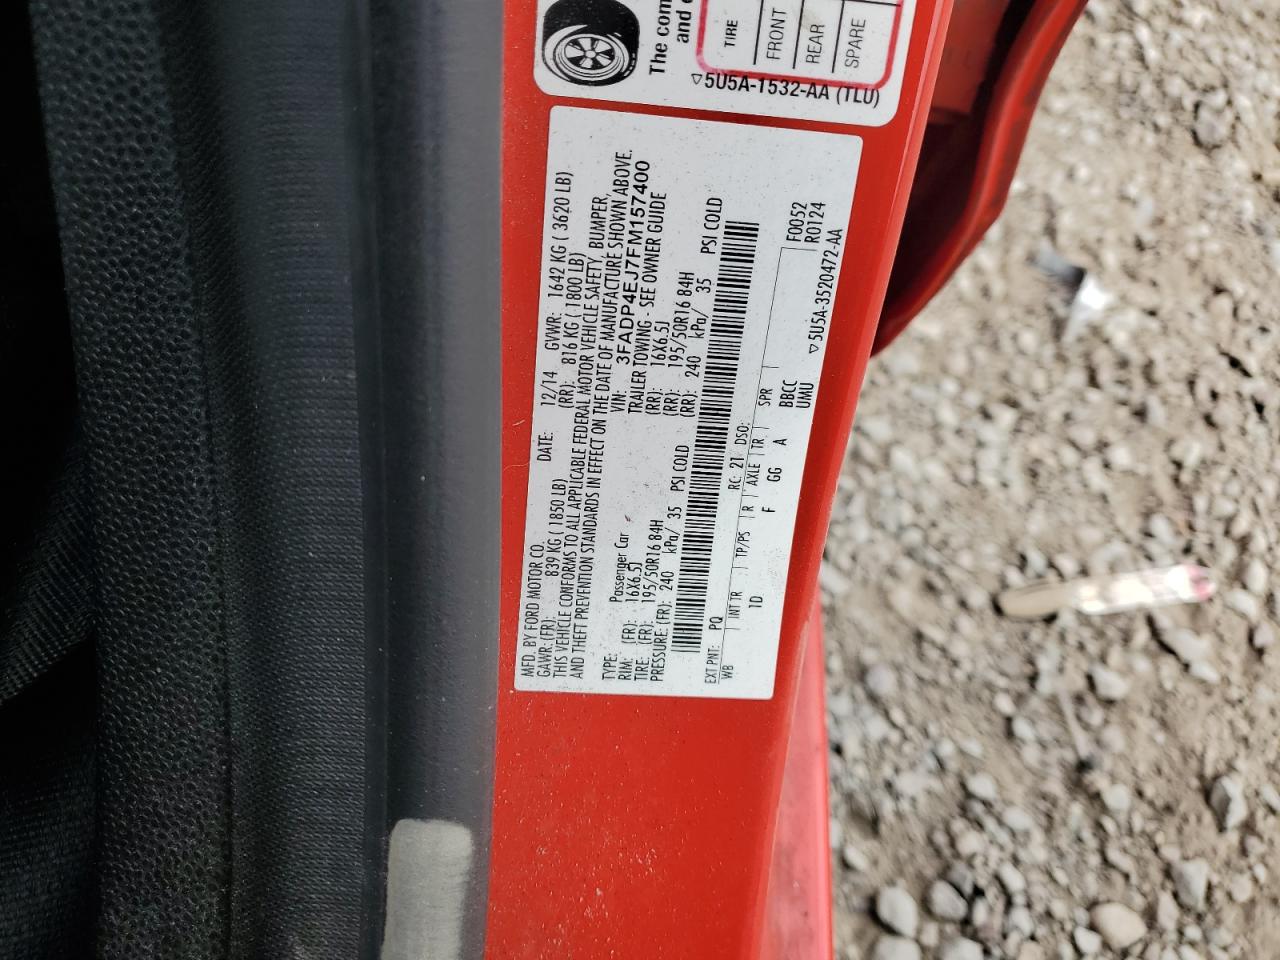 The com
and
TIRE
FRONT
REAR
SPARE
5U5A-1532-AA (TLU)
MFD. BY FORD MOTOR CO.
DATE: 12/14 GVWR: 1642 KG ( 3620 LB)
GAWR:(FR): 839 KG ( 1850 LB) (RR): 816 KG ( 1800 LB)
THIS VEHICLE CONFORMS TO ALL APPLICABLE FEDERAL MOTOR VEHICLE SAFETY, BUMPER,
AND THEFT PREVENTION STANDARDS IN EFFECT ON THE DATE OF MANUFACTURE SHOWN ABOVE.
VIN: 3FADP4EJ7FM157400
TYPE: Passenger Car TRAILER TOWING - SEE OWNER GUIDE
RIM: (FR): 16X6.5J (RR): 16X6.5J
TIRE: (FR): 195/50R16 84H (RR): 195/50R16 84H
PRESSURE: (FR): 240 kPa/ 35 PSI COLD (RR): 240 kPa/ 35 PSI COLD
EXT PNT: PQ RC: 21 DSO:
WB INT TR TP/PS R AXLE TR SPR F0052
1D F GG A BBCC R0124
UMU 5U5A-3520472-AA